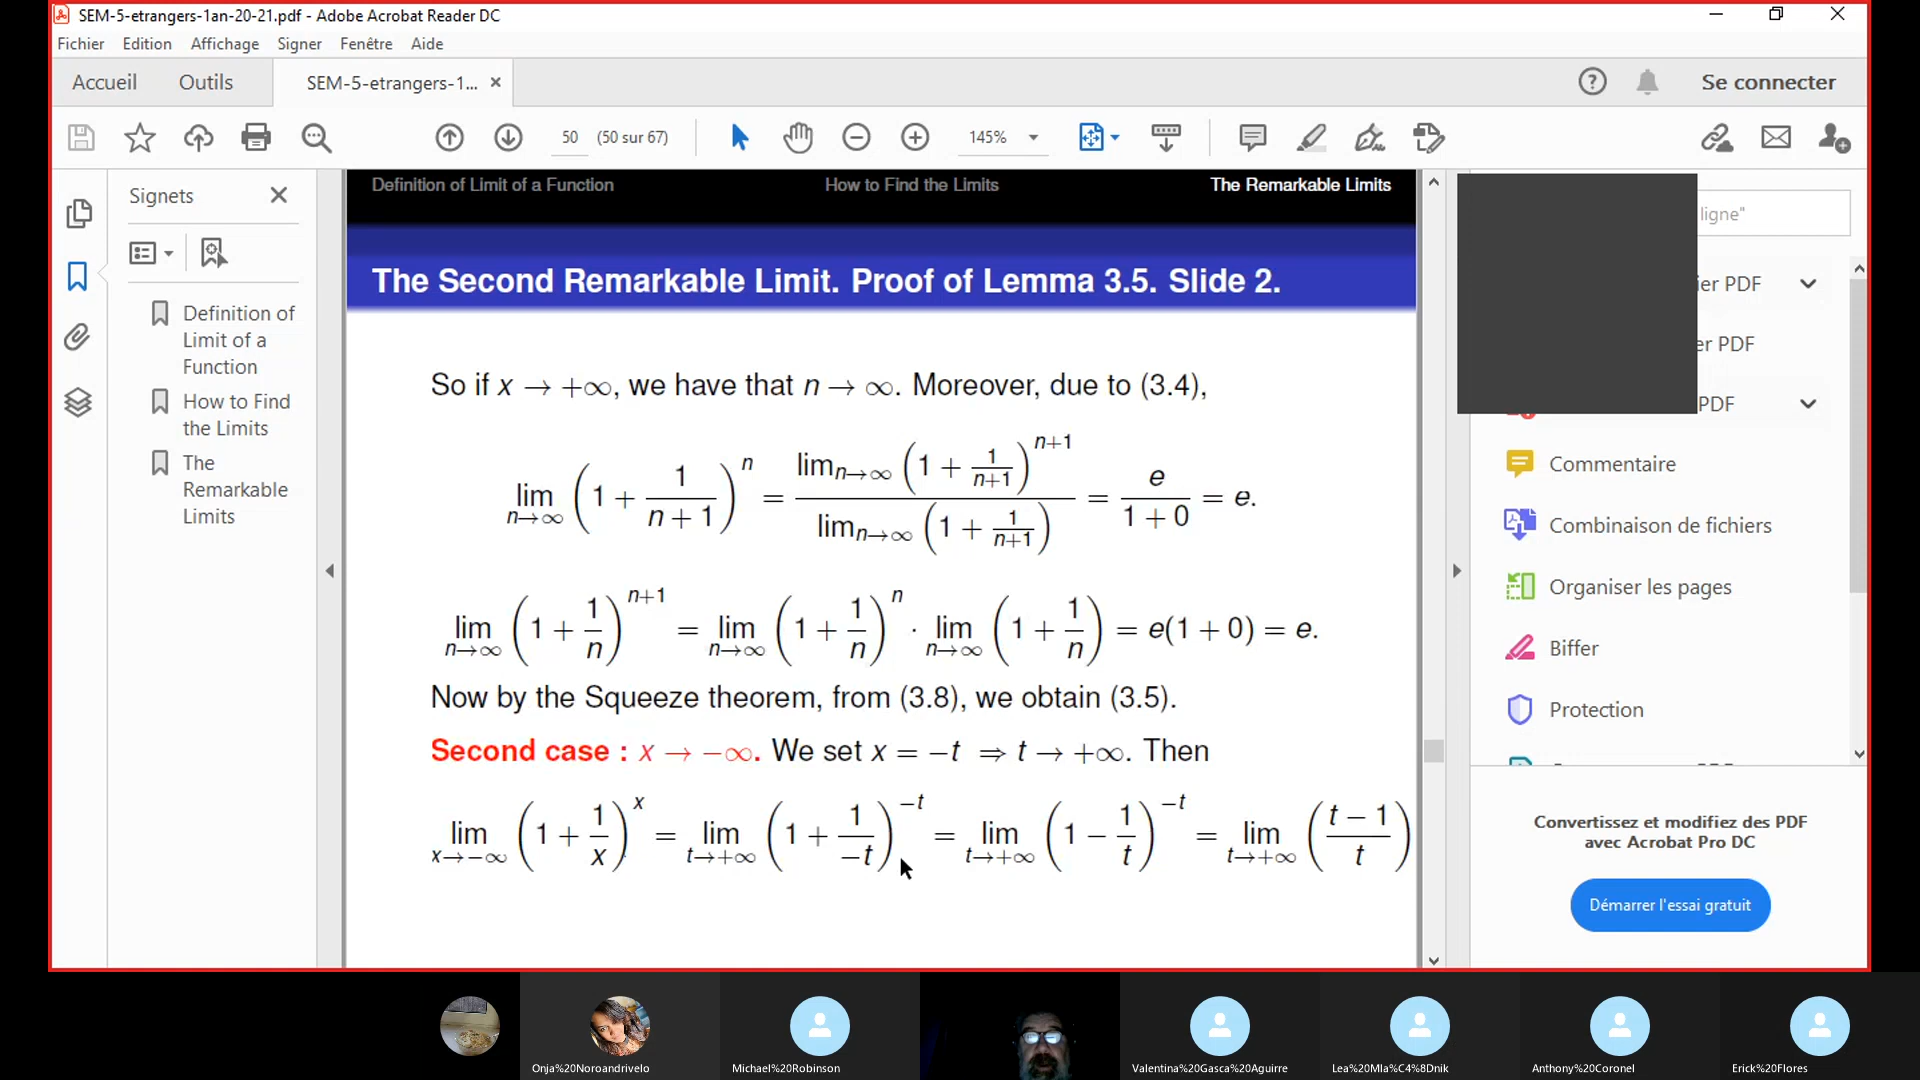 SEM-5-etrangers-1an-20-21.pdf - Adobe Acrobat Reader DC
Fichier Edition Affichage Signer Fenêtre Aide
Accueil Outils SEM-5-etrangers-1... × Se connecter
50 (50 sur 67) 145%
Signets
Definition of Limit of a Function
How to Find the Limits
The Remarkable Limits
Definition of Limit of a Function How to Find the Limits The Remarkable Limits
The Second Remarkable Limit. Proof of Lemma 3.5. Slide 2.
So if x → +∞, we have that n → ∞. Moreover, due to (3.4),
lim_{n→∞} (1 + 1/(n+1))^n = lim_{n→∞} (1 + 1/(n+1))^{n+1} / lim_{n→∞} (1 + 1/(n+1)) = e/(1+0) = e.
lim_{n→∞} (1 + 1/n)^{n+1} = lim_{n→∞} (1 + 1/n)^n · lim_{n→∞} (1 + 1/n) = e(1 + 0) = e.
Now by the Squeeze theorem, from (3.8), we obtain (3.5).
Second case : x → −∞. We set x = −t ⇒ t → +∞. Then
lim_{x→−∞} (1 + 1/x)^x = lim_{t→+∞} (1 + 1/−t)^{−t} = lim_{t→+∞} (1 − 1/t)^{−t} = lim_{t→+∞} ((t − 1)/t)
ligne"
ier PDF
er PDF
PDF
Commentaire
Combinaison de fichiers
Organiser les pages
Biffer
Protection
Convertissez et modifiez des PDF
avec Acrobat Pro DC
Démarrer l'essai gratuit
Onja%20Noroandrivelo Michael%20Robinson Valentina%20Gasca%20Aguirre Lea%20Mla%C4%8Dnik Anthony%20Coronel Erick%20Flores